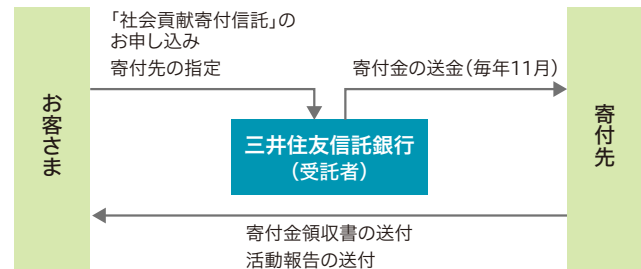 「社会貢献寄付信託」の
お申し込み
寄付先の指定
寄付金の送金（毎年11月）
お客さま
三井住友信託銀行
（受託者）
寄付先
寄付金領収書の送付
活動報告の送付